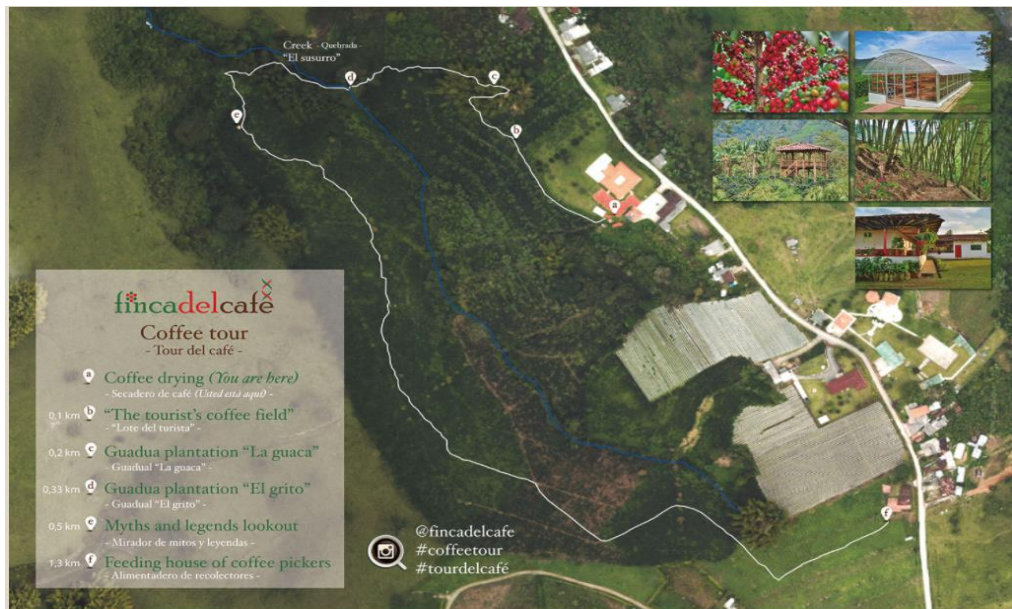 Creek - Quebrada -
"El susurro"
d
c
e
b
a
fincadelcafé
Coffee tour
- Tour del café -
a Coffee drying (You are here)
- Secadero de café (Usted está aquí) -
0,1 km b "The tourist's coffee field"
- "Lote del turista" -
0,2 km c Guadua plantation "La guaca"
- Guadual "La guaca" -
0,33 km d Guadua plantation "El grito"
- Guadual "El grito" -
0,5 km e Myths and legends lookout
- Mirador de mitos y leyendas -
1,3 km f Feeding house of coffee pickers
- Alimentadero de recolectores -
f
@fincadelcafe
#coffeetour
#tourdelcafé